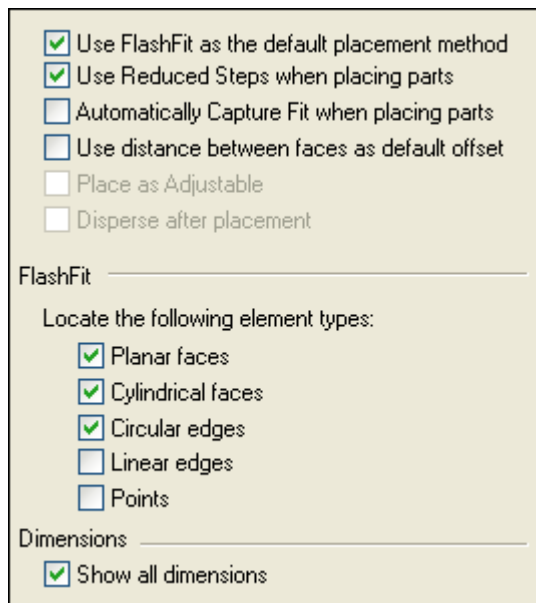 Use FlashFit as the default placement method
Use Reduced Steps when placing parts
Automatically Capture Fit when placing parts
Use distance between faces as default offset
Place as Adjustable
Disperse after placement
FlashFit
Locate the following element types:
Planar faces
Cylindrical faces
Circular edges
Linear edges
Points
Dimensions
Show all dimensions